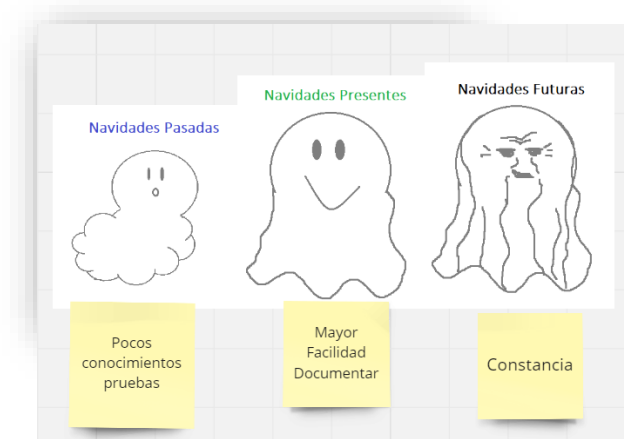 Navidades Pasadas
Navidades Presentes
Navidades Futuras
Pocos
conocimientos
pruebas
Mayor
Facilidad
Documentar
Constancia